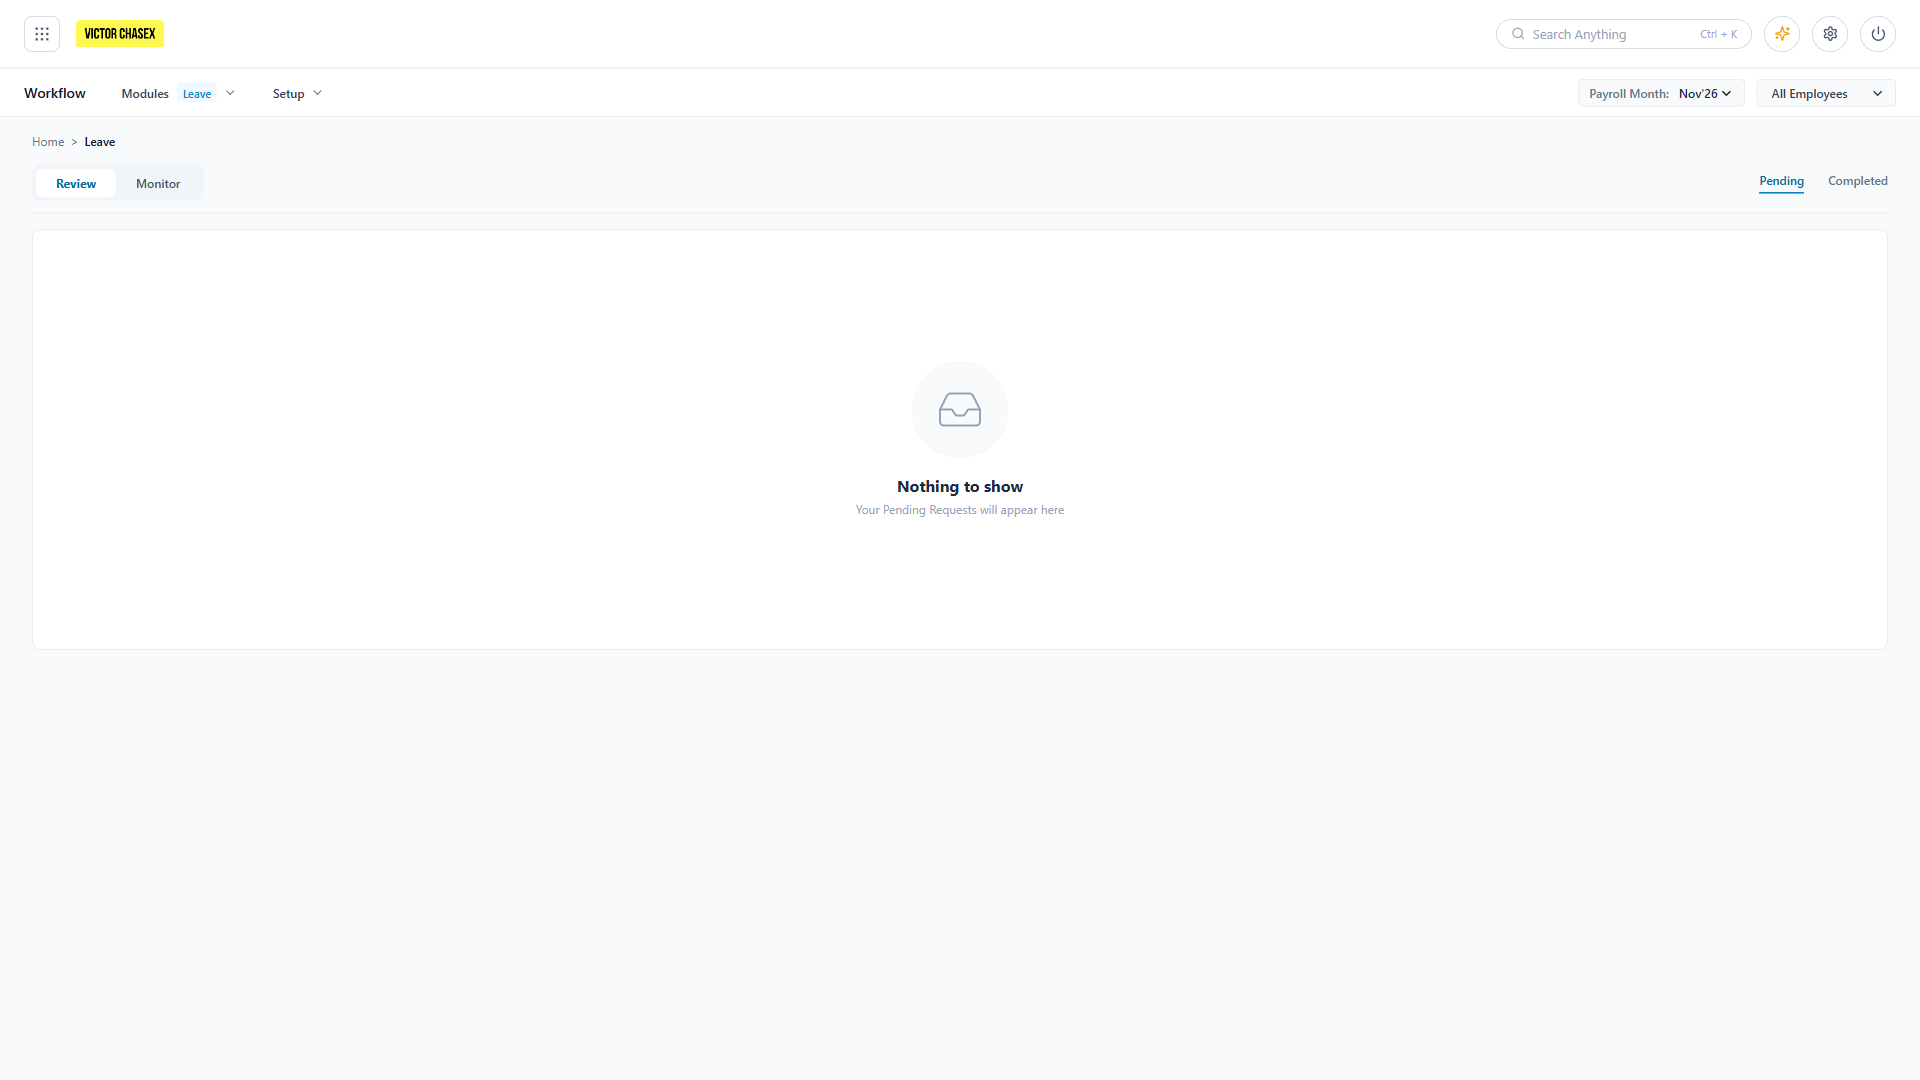 VICTOR CHASEX
Search Anything
Ctrl + K
Workflow
Modules
Leave
Setup
Payroll Month: Nov'26
All Employees
Home > Leave
Review
Monitor
Pending
Completed
Nothing to show
Your Pending Requests will appear here